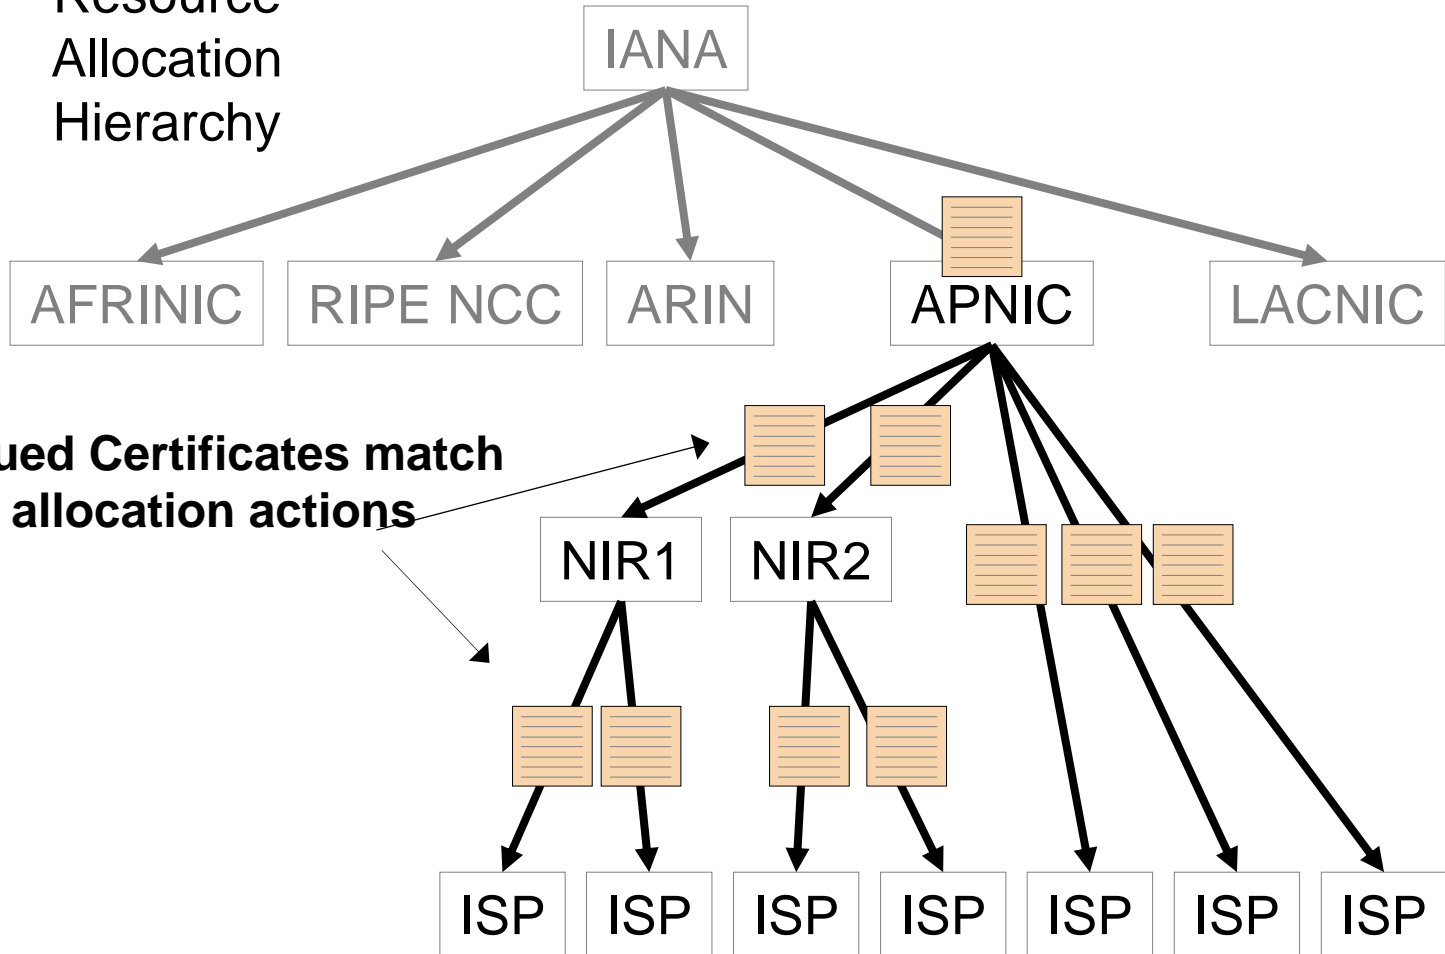 Resource
Allocation
Hierarchy
IANA
AFRINIC
RIPE NCC
ARIN
APNIC
LACNIC
Certificates match
allocation actions
NIR1
NIR2
ISP
ISP
ISP
ISP
ISP
ISP
ISP